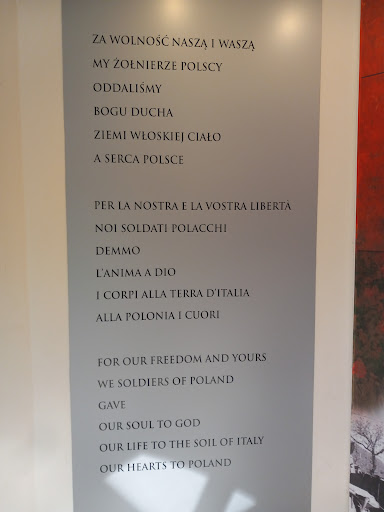 ZA WOLNOŚĆ NASZĄ I WASZĄ
MY ŻOŁNIERZE POLSCY
ODDALIŚMY
BOGU DUCHA
ZIEMI WŁOSKIEJ CIAŁO
A SERCA POLSCE
PER LA NOSTRA E LA VOSTRA LIBERTÀ
NOI SOLDATI POLACCHI
DEMMO
L'ANIMA A DIO
I CORPI ALLA TERRA D'ITALIA
ALLA POLONIA I CUORI
FOR OUR FREEDOM AND YOURS
WE SOLDIERS OF POLAND
GAVE
OUR SOUL TO GOD
OUR LIFE TO THE SOIL OF ITALY
OUR HEARTS TO POLAND